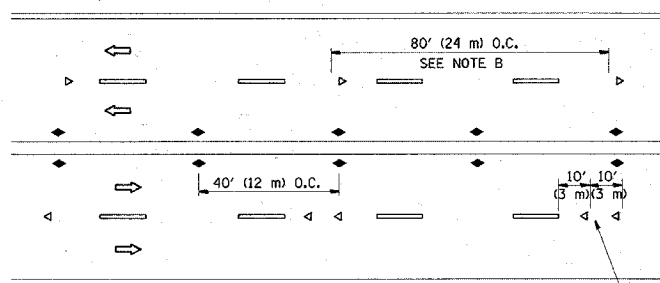 80' (24 m) O.C.
SEE NOTE B
40' (12 m) O.C.
10' 10'
(3 m)(3 m)